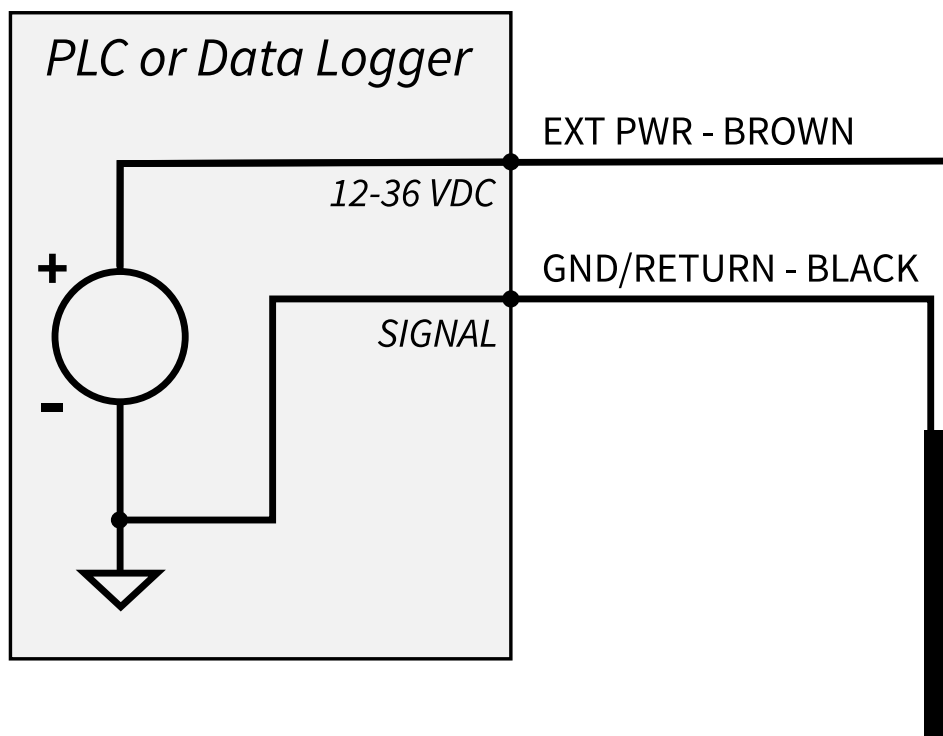 PLC or Data Logger
EXT PWR - BROWN
12-36 VDC
GND/RETURN - BLACK
+
SIGNAL
-